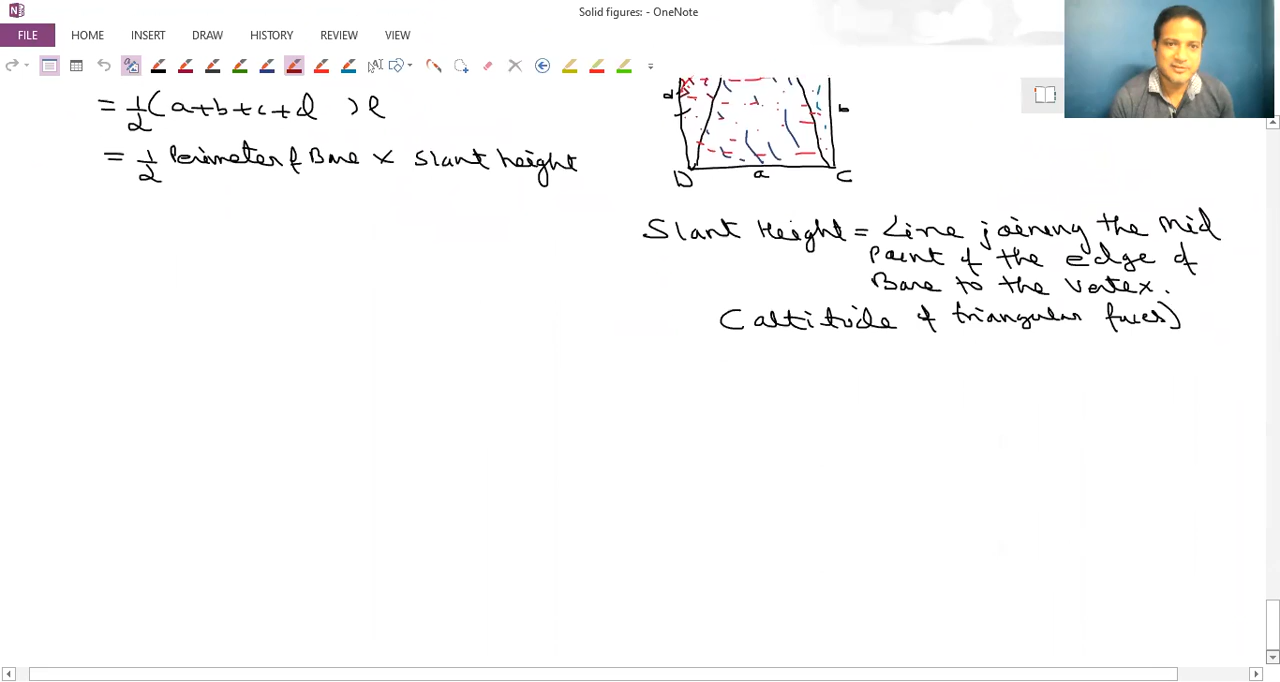 Solid figures: - OneNote
FILE HOME INSERT DRAW HISTORY REVIEW VIEW
= 1/2 (a+b+c+d) l
= 1/2 Perimeter of Base × Slant height
d
b
D a C
Slant Height = Line joining the mid
Point of the edge of
Base to the vertex.
(altitude of triangular faces)